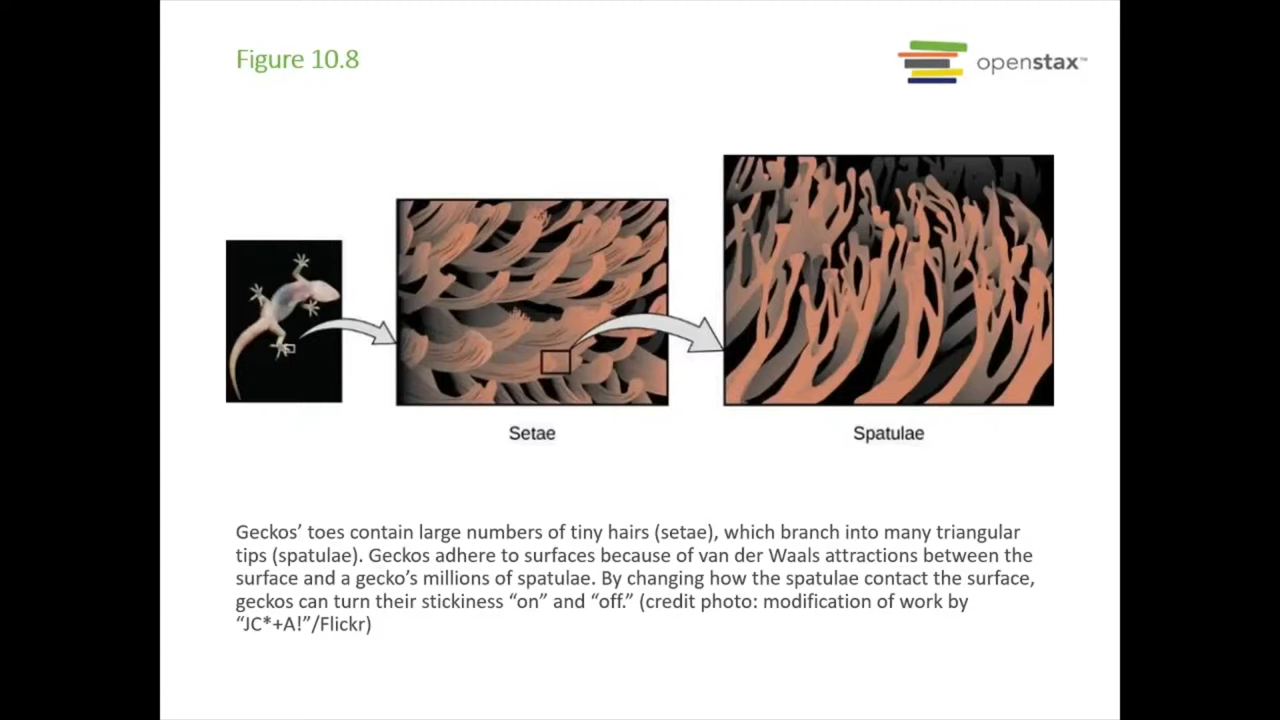 Figure 10.8
openstax™
Setae
Spatulae
Geckos’ toes contain large numbers of tiny hairs (setae), which branch into many triangular
tips (spatulae). Geckos adhere to surfaces because of van der Waals attractions between the
surface and a gecko’s millions of spatulae. By changing how the spatulae contact the surface,
geckos can turn their stickiness “on” and “off.” (credit photo: modification of work by
“JC*+A!”/Flickr)